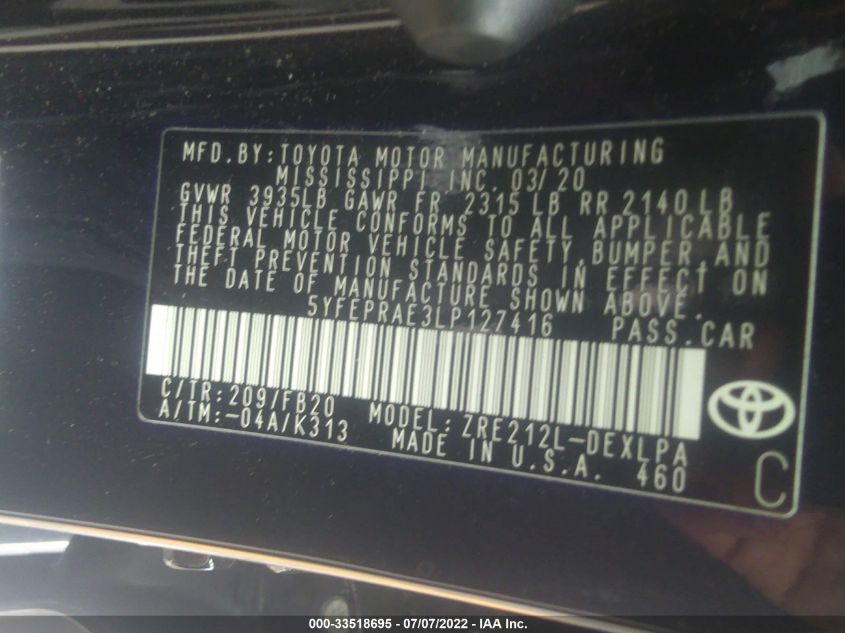 MFD.BY:TOYOTA MOTOR MANUFACTURING
MISSISSIPPI INC. 03/20
GVWR 3935LB GAWR FR 2315 LB RR 2140 LB
THIS VEHICLE CONFORMS TO ALL APPLICABLE
FEDERAL MOTOR VEHICLE SAFETY, BUMPER, AND
THEFT PREVENTION STANDARDS IN EFFECT ON
THE DATE OF MANUFACTURE SHOWN ABOVE.
5YFEPRAE3LP127416 PASS.CAR
C/TR:209/FB20 MODEL:ZRE212L-DEXLPA
A/TM:-04A/K313 MADE IN U.S.A. 460
C
000-33518695 - 07/07/2022 - IAA Inc.